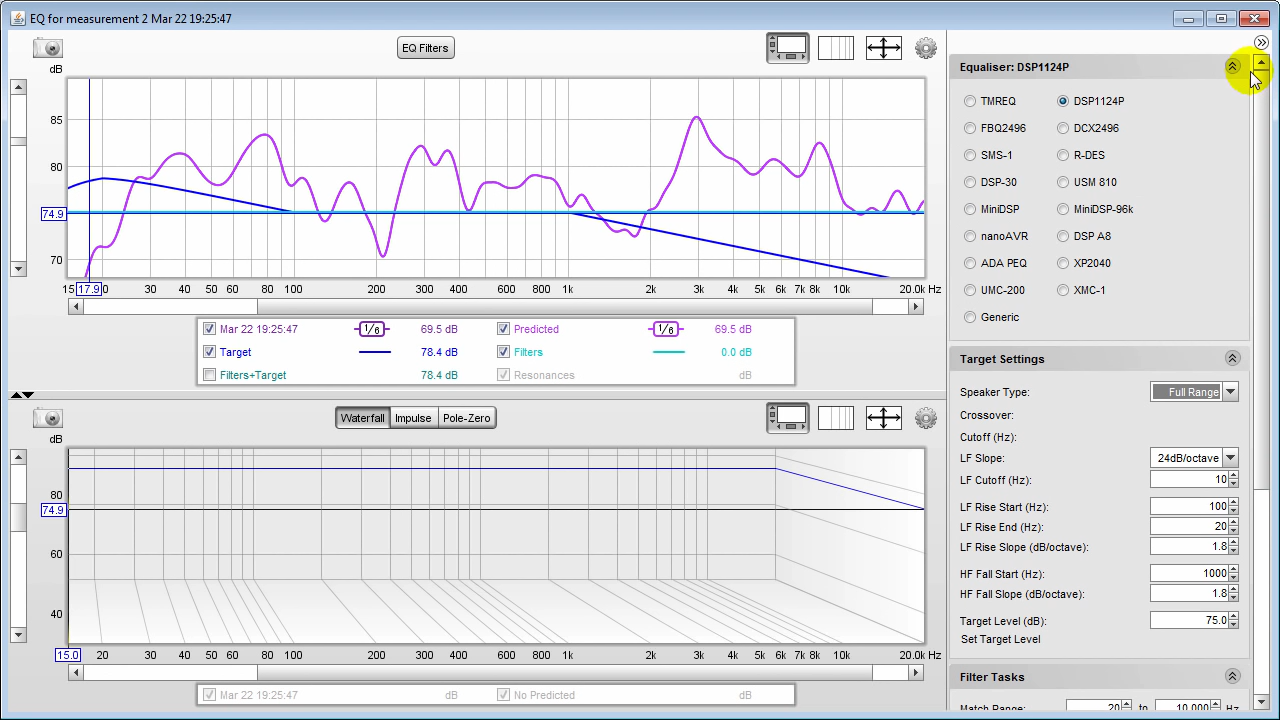 EQ for measurement 2 Mar 22 19:25:47
EQ Filters
dB
85
80
74.9
70
15 17.9 20 30 40 50 60 80 100 200 300 400 600 800 1k 2k 3k 4k 5k 6k 8k 10k 20.0k Hz
Mar 22 19:25:47 1/6 69.5 dB Predicted 1/6 69.5 dB
Target 78.4 dB Filters 0.0 dB
Filters+Target 78.4 dB Resonances dB
Waterfall Impulse Pole-Zero
dB
80
74.9
60
40
15.0 20 30 40 50 60 80 100 200 300 400 600 800 1k 2k 3k 4k 5k 6k 7k 8k 10k 20.0k Hz
Mar 22 19:25:47 dB No Predicted dB
Equaliser: DSP1124P
TMREQ DSP1124P
FBQ2496 DCX2496
SMS-1 R-DES
DSP-30 USM 810
MiniDSP MiniDSP-96k
nanoAVR DSP A8
ADA PEQ XP2040
UMC-200 XMC-1
Generic
Target Settings
Speaker Type: Full Range
Crossover:
Cutoff (Hz):
LF Slope: 24dB/octave
LF Cutoff (Hz): 10
LF Rise Start (Hz): 100
LF Rise End (Hz): 20
LF Rise Slope (dB/octave): 1.8
HF Fall Start (Hz): 1000
HF Fall Slope (dB/octave): 1.8
Target Level (dB): 75.0
Set Target Level
Filter Tasks
Match Range: 20 to 10,000 Hz